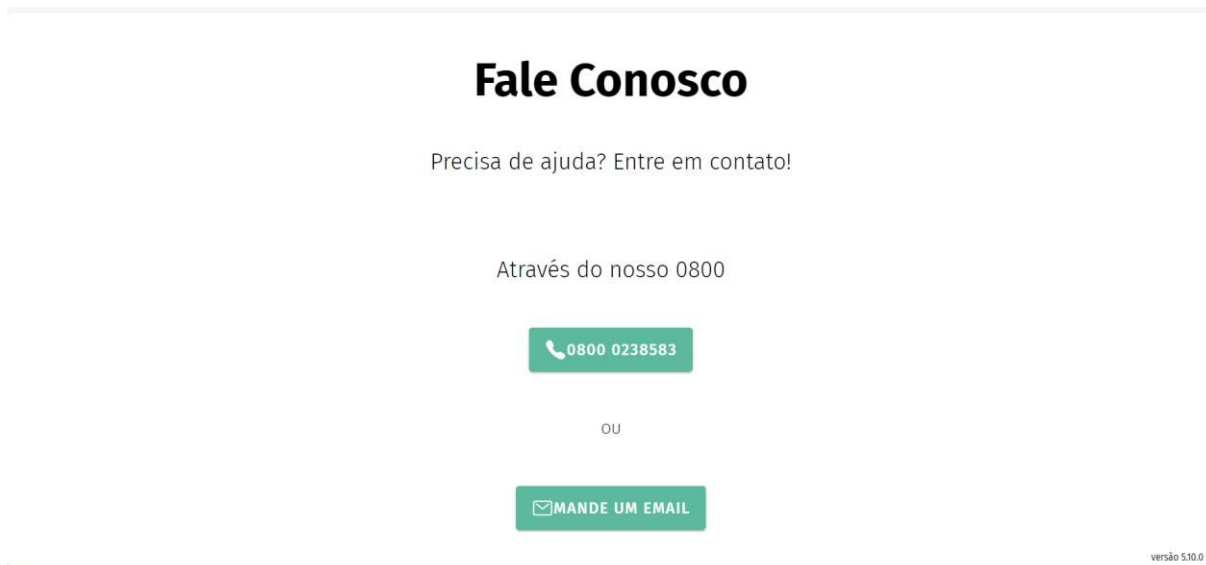 Fale Conosco
Precisa de ajuda? Entre em contato!
Através do nosso 0800
0800 0238583
OU
MANDE UM EMAIL
versão 5.10.0